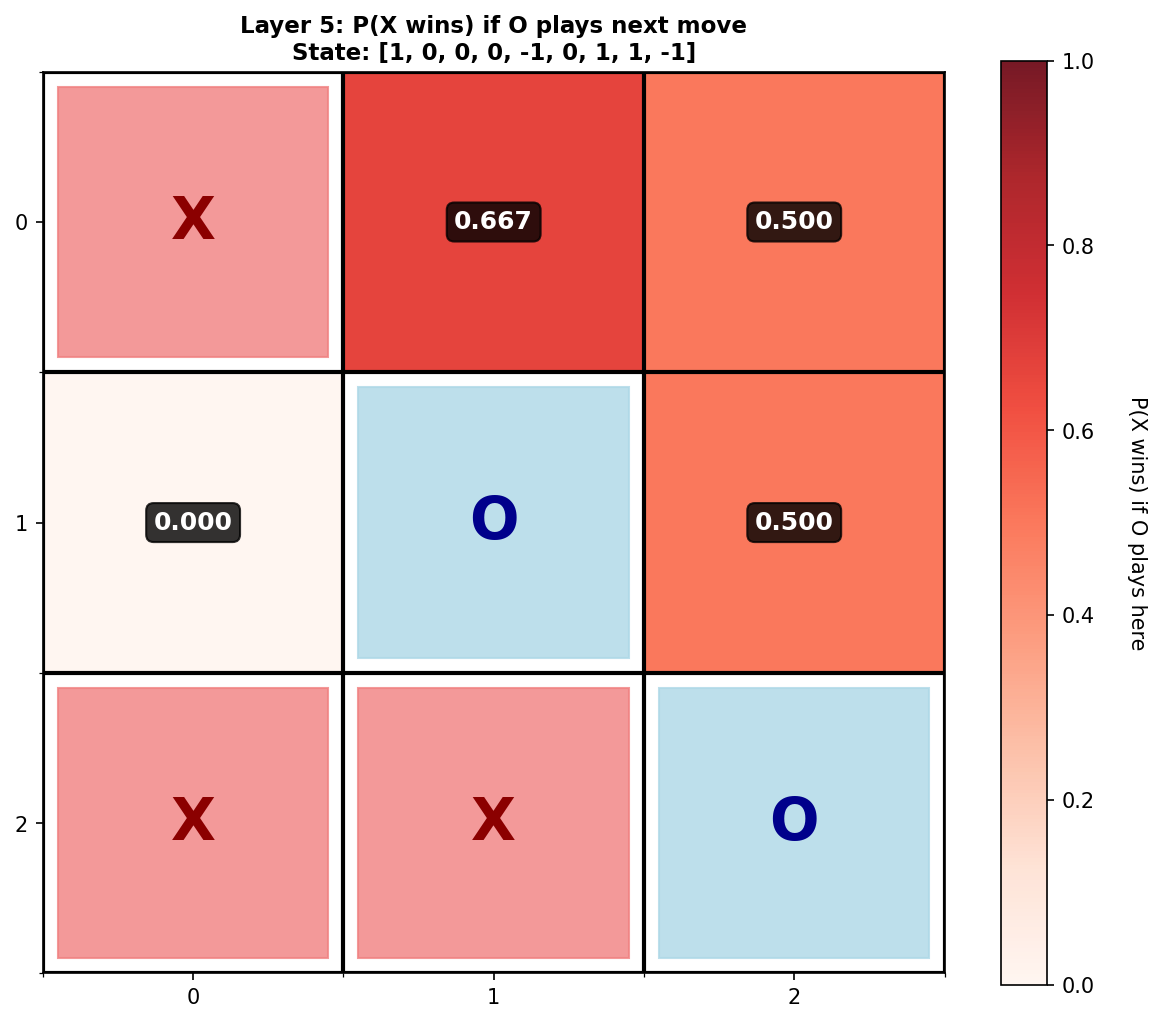 Layer 5: P(X wins) if O plays next move
State: [1, 0, 0, 0, -1, 0, 1, 1, -1]
0
X
0.667
0.500
1
0.000
O
0.500
2
X
X
O
0
1
2
1.0
0.8
0.6
0.4
0.2
0.0
P(X wins) if O plays here